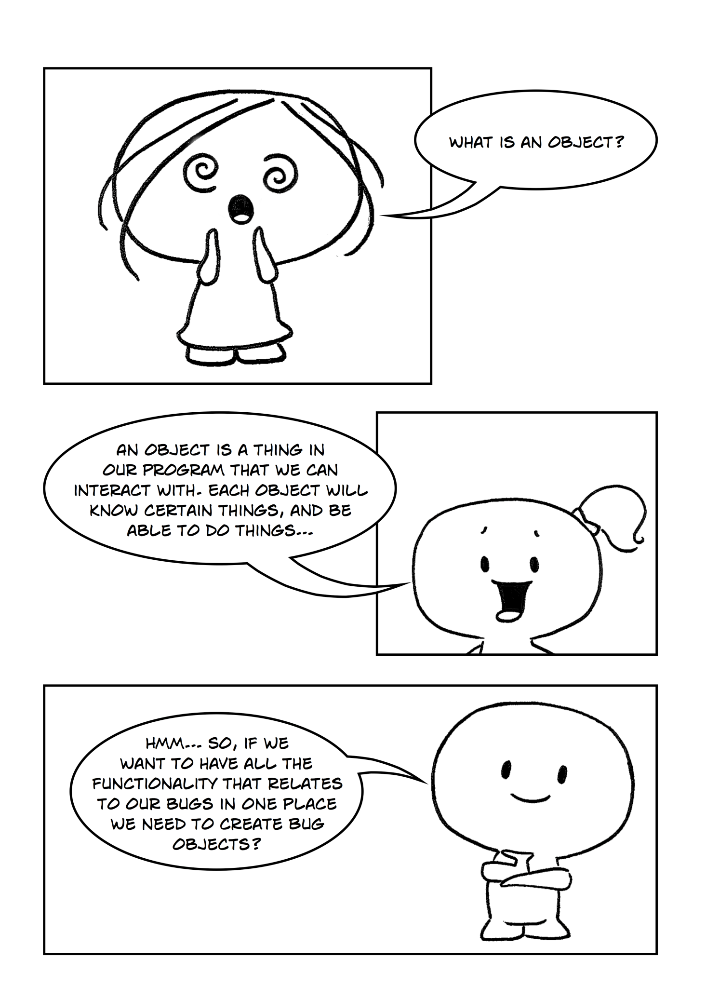 WHAT IS AN OBJECT?
AN OBJECT IS A THING IN
OUR PROGRAM THAT WE CAN
INTERACT WITH. EACH OBJECT WILL
KNOW CERTAIN THINGS, AND BE
ABLE TO DO THINGS...
HMM... SO, IF WE
WANT TO HAVE ALL THE
FUNCTIONALITY THAT RELATES
TO OUR BUGS IN ONE PLACE
WE NEED TO CREATE BUG
OBJECTS?